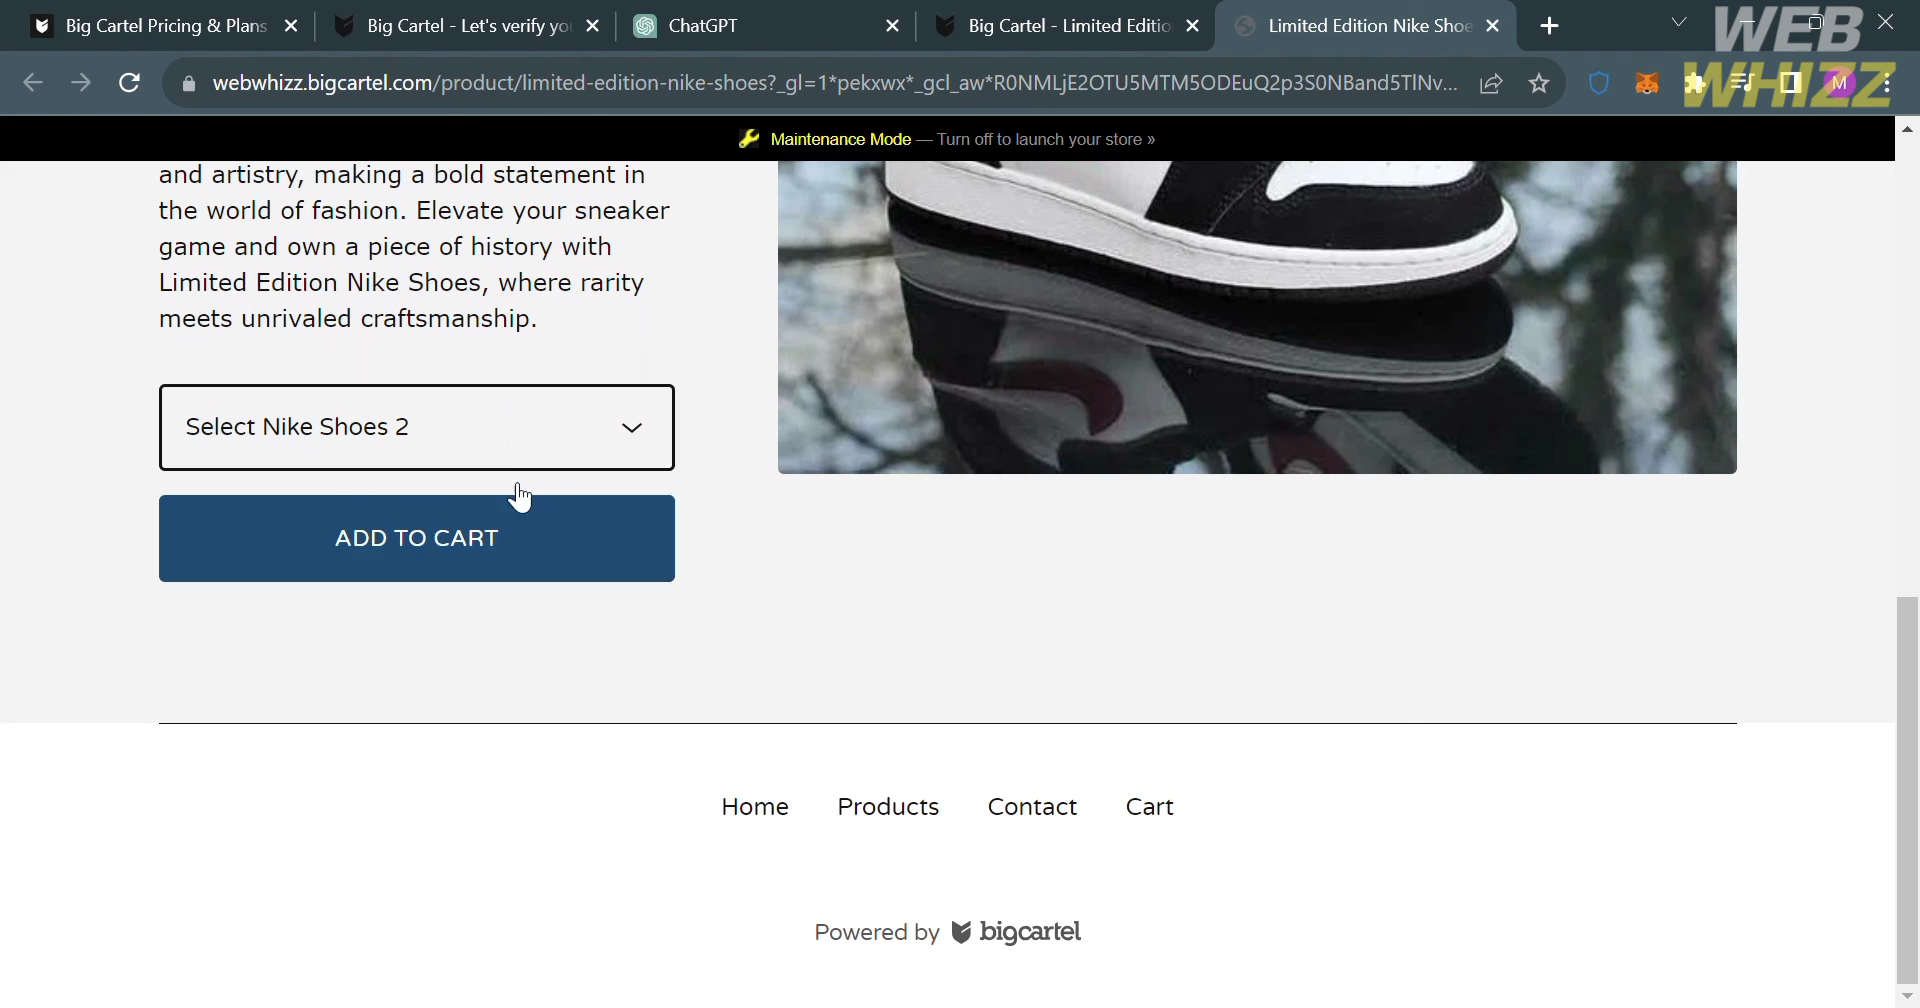 Big Cartel Pricing & Plans
Big Cartel - Let's verify yo
ChatGPT
Big Cartel - Limited Editio
Limited Edition Nike Shoe
WEB
WHIZZ
webwhizz.bigcartel.com/product/limited-edition-nike-shoes?_gl=1*pekxwx*_gcl_aw*R0NMLjE2OTU5MTM5ODEuQ2p3S0NBand5TlNv...
M
Maintenance Mode — Turn off to launch your store »
and artistry, making a bold statement in
the world of fashion. Elevate your sneaker
game and own a piece of history with
Limited Edition Nike Shoes, where rarity
meets unrivaled craftsmanship.
Select Nike Shoes 2
ADD TO CART
Home Products Contact Cart
Powered by bigcartel